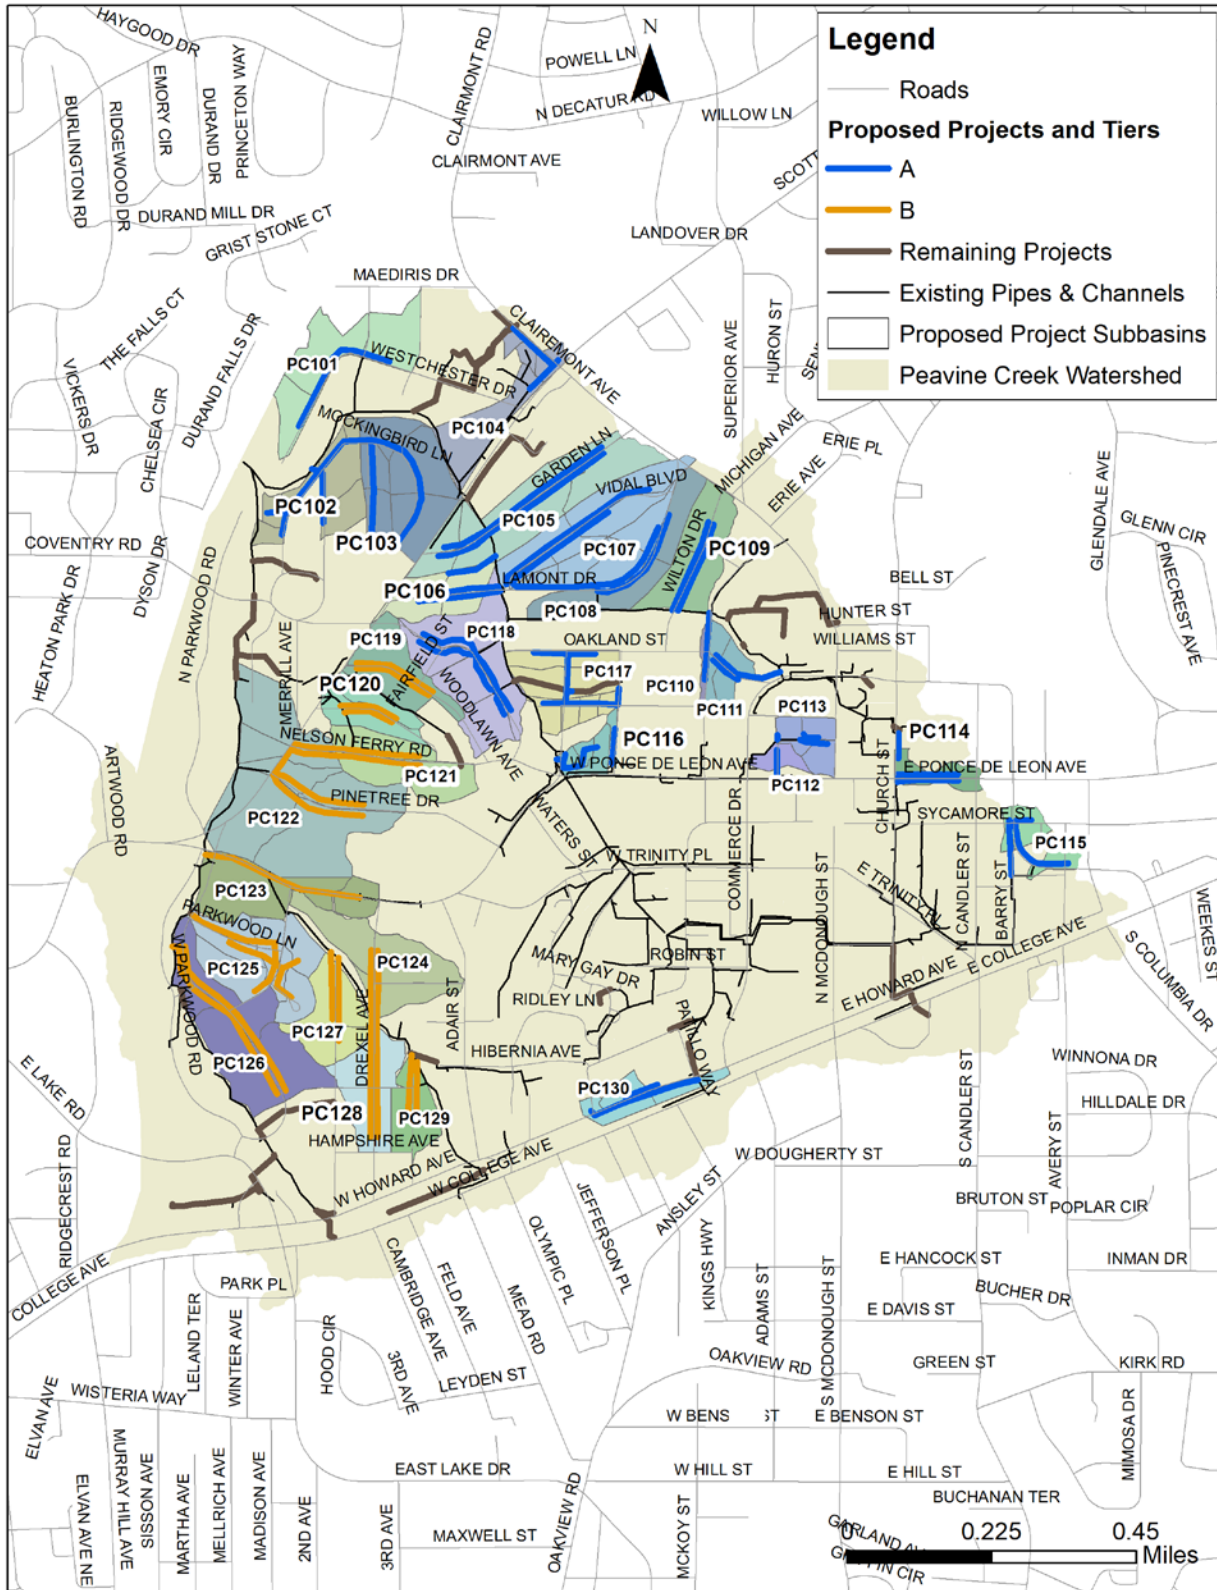 HAYGOOD DR
BURLINGTON RD
RIDGEWOOD DR
EMORY CIR
DURAND DR
PRINCETON WAY
CLAIRMONT RD
POWELL LN
N
N DECATUR RD
WILLOW LN
CLAIRMONT AVE
SCOTT
DURAND MILL DR
GRIST STONE CT
LANDOVER DR
MAEDIRIS DR
Legend
Roads
Proposed Projects and Tiers
A
B
Remaining Projects
Existing Pipes & Channels
Proposed Project Subbasins
Peavine Creek Watershed
THE FALLS CT
DURAND FALLS DR
VICKERS DR
CHELSEA CIR
CLAIREMONT AVE
SUPERIOR AVE
HURON ST
SEN
PC101
WESTCHESTER DR
MOCKINGBIRD LN
PC104
GARDEN LN
VIDAL BLVD
MICHIGAN AVE
ERIE PL
ERIE AVE
GLENDALE AVE
GLENN CIR
PINECREST AVE
PC102
PC103
PC105
PC107
WILTON DR
PC109
COVENTRY RD
DYSON DR
HEATON PARK DR
N PARKWOOD RD
PC106
LAMONT DR
PC108
BELL ST
HUNTER ST
WILLIAMS ST
OAKLAND ST
PC119
FAIRFIELD ST
PC118
PC117
PC110
PC111
MERRILL AVE
PC120
WOODLAWN AVE
PC113
PC114
NELSON FERRY RD
PC116
W PONCE DE LEON AVE
PC121
PC112
E PONCE DE LEON AVE
CHURCH ST
ARTWOOD RD
PINETREE DR
PC122
WATERS ST
COMMERCE DR
SYCAMORE ST
PC115
W TRINITY PL
N MCDONOUGH ST
E TRINITY PL
N CANDLER ST
BARRY ST
WEEKES ST
PC123
PARKWOOD LN
W PARKWOOD RD
PC125
PC124
ROBIN ST
MARY GAY DR
RIDLEY LN
E HOWARD AVE
E COLLEGE AVE
S COLUMBIA DR
PC127
DREXEL AVE
ADAIR ST
HIBERNIA AVE
PATILLO WAY
PC126
PC130
WINNONA DR
E LAKE RD
PC128
PC129
HILLDALE DR
HAMPSHIRE AVE
S CANDLER ST
AVERY ST
RIDGECREST RD
W HOWARD AVE
W COLLEGE AVE
W DOUGHERTY ST
ANSLEY ST
JEFFERSON PL
BRUTON ST
POPLAR CIR
OLYMPIC PL
KINGS HWY
E HANCOCK ST
INMAN DR
COLLEGE AVE
PARK PL
CAMBRIDGE AVE
FELD AVE
MEAD RD
ADAMS ST
S MCDONOUGH ST
BUCHER DR
E DAVIS ST
LELAND TER
WINTER AVE
HOOD CIR
3RD AVE
LEYDEN ST
OAKVIEW RD
GREEN ST
KIRK RD
WISTERIA WAY
ELVAN AVE
W BENS
ST
E BENSON ST
MIMOSA DR
MURRAY HILL AVE
SISSON AVE
ELVAN AVE NE
MARTHA AVE
MELLRICH AVE
MADISON AVE
2ND AVE
EAST LAKE DR
3RD AVE
W HILL ST
E HILL ST
BUCHANAN TER
MAXWELL ST
OAKVIEW RD
MCKOY ST
GARLAND AV
0
0.225
0.45
Miles